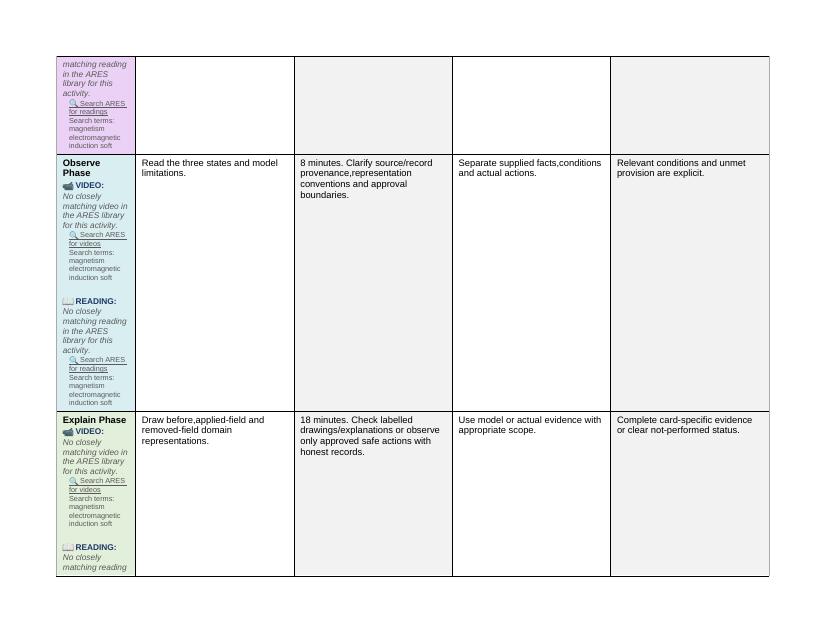 matching reading
in the ARES
library for this
activity.
🔍 Search ARES
for readings
Search terms:
magnetism
electromagnetic
induction soft
Observe
Phase
📹 VIDEO:
No closely
matching video in
the ARES library
for this activity.
🔍 Search ARES
for videos
Search terms:
magnetism
electromagnetic
induction soft
📖 READING:
No closely
matching reading
in the ARES
library for this
activity.
🔍 Search ARES
for readings
Search terms:
magnetism
electromagnetic
induction soft
Read the three states and model
limitations.
8 minutes. Clarify source/record
provenance,representation
conventions and approval
boundaries.
Separate supplied facts,conditions
and actual actions.
Relevant conditions and unmet
provision are explicit.
Explain Phase
📹 VIDEO:
No closely
matching video in
the ARES library
for this activity.
🔍 Search ARES
for videos
Search terms:
magnetism
electromagnetic
induction soft
📖 READING:
No closely
matching reading
Draw before,applied-field and
removed-field domain
representations.
18 minutes. Check labelled
drawings/explanations or observe
only approved safe actions with
honest records.
Use model or actual evidence with
appropriate scope.
Complete card-specific evidence
or clear not-performed status.